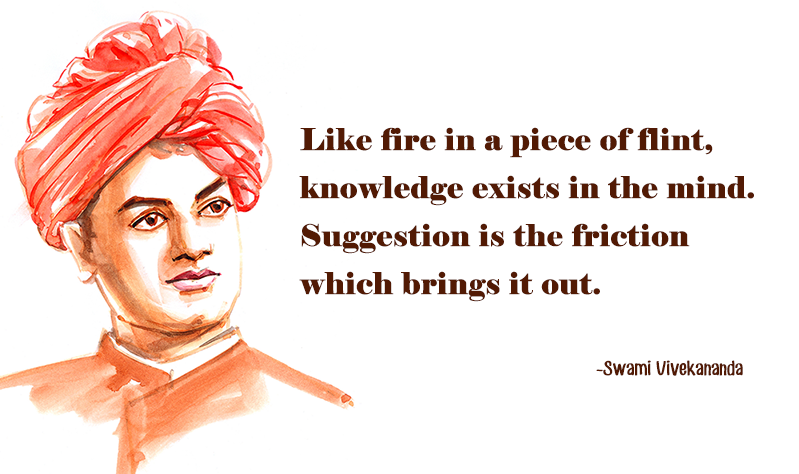 Like fire in a piece of flint,
knowledge exists in the mind.
Suggestion is the friction
which brings it out.
-Swami Vivekananda